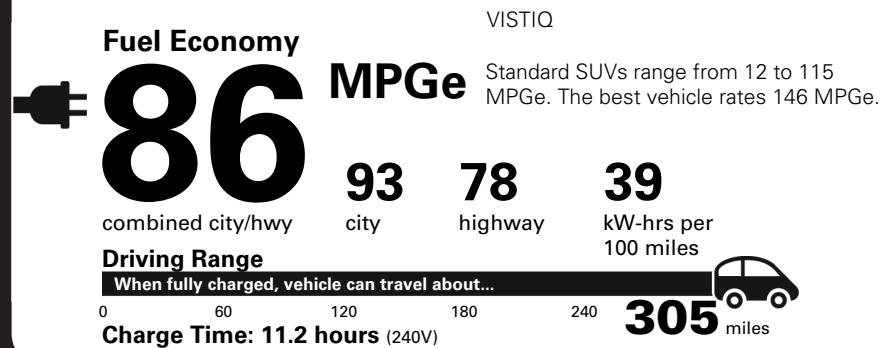 VISTIQ
Fuel Economy
86
MPGe
Standard SUVs range from 12 to 115
MPGe. The best vehicle rates 146 MPGe.
93 78 39
combined city/hwy city highway kW-hrs per
100 miles
Driving Range
When fully charged, vehicle can travel about...
0 60 120 180 240 305 miles
Charge Time: 11.2 hours (240V)